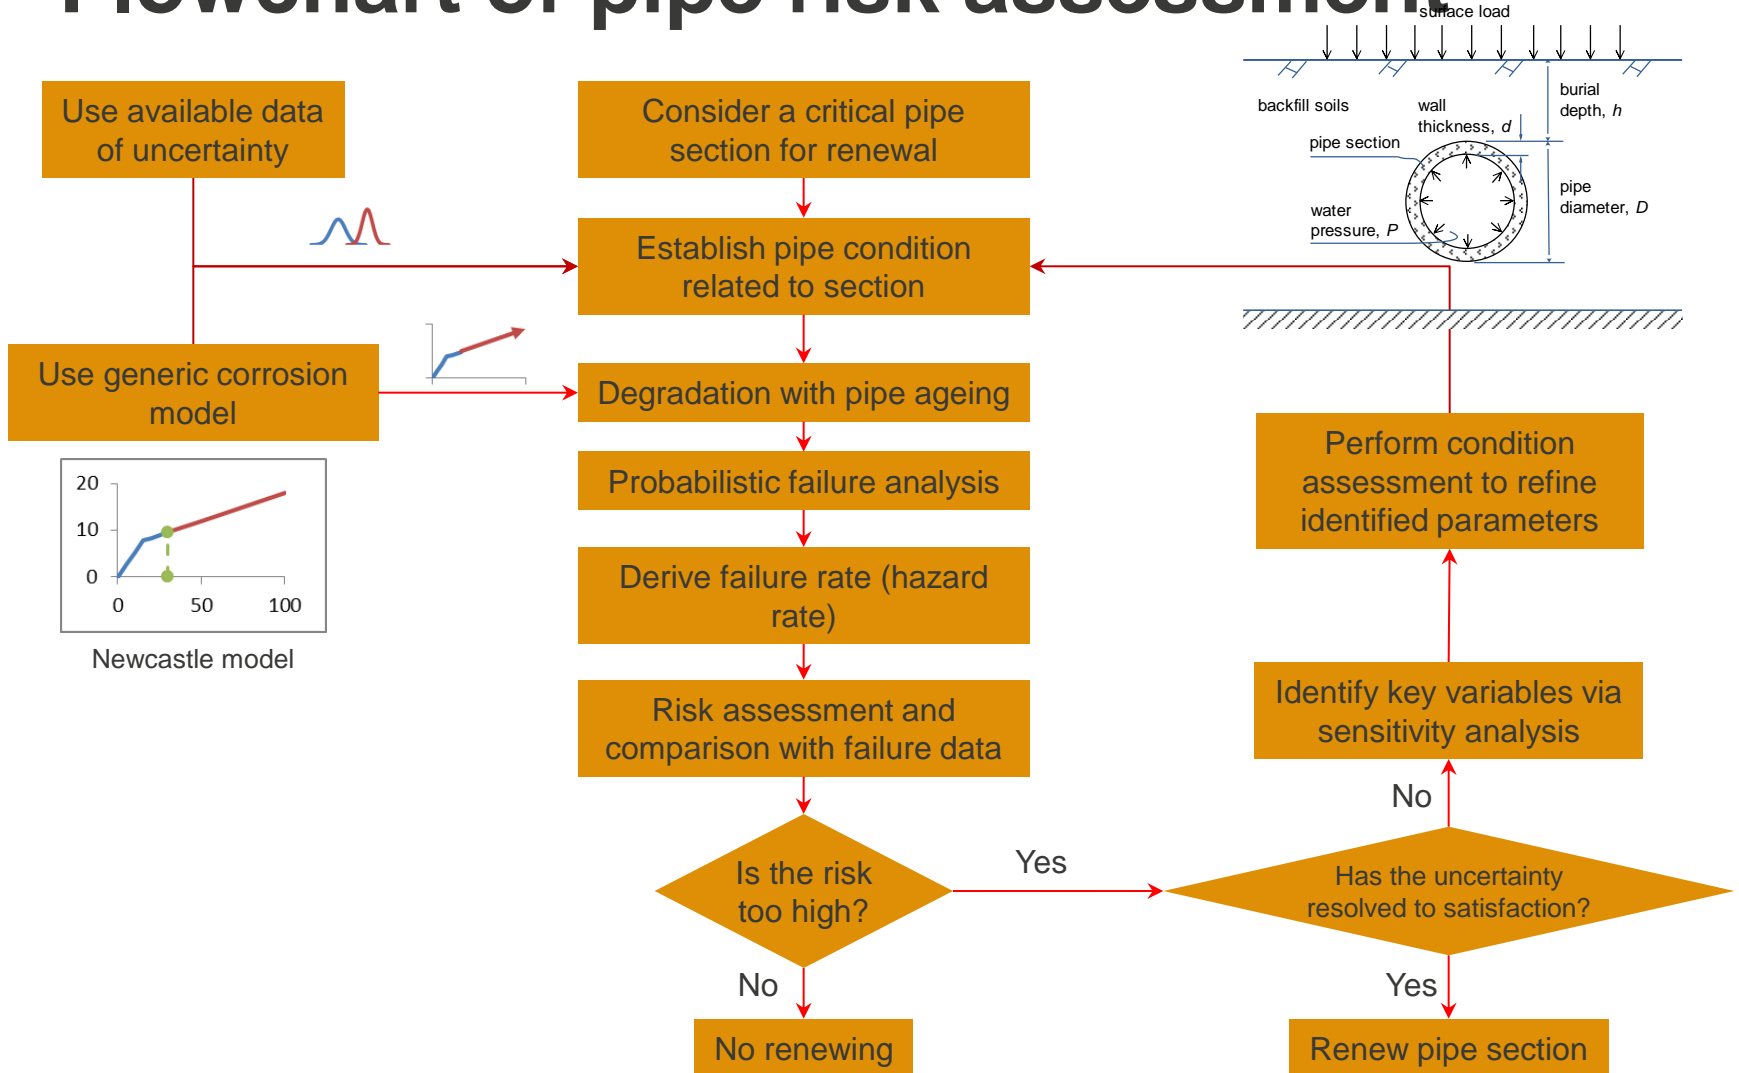 Flowchart of pipe risk assessment
surface load
Use available data
of uncertainty
Consider a critical pipe
section for renewal
backfill soils
wall
thickness, d
burial
depth, h
pipe section
pipe
diameter, D
water
pressure, P
Establish pipe condition
related to section
Use generic corrosion
model
Degradation with pipe ageing
Perform condition
assessment to refine
identified parameters
Probabilistic failure analysis
20
10
0
0 50 100
Newcastle model
Derive failure rate (hazard
rate)
Risk assessment and
comparison with failure data
Identify key variables via
sensitivity analysis
No
Is the risk
too high?
Yes
Has the uncertainty
resolved to satisfaction?
No
Yes
No renewing
Renew pipe section